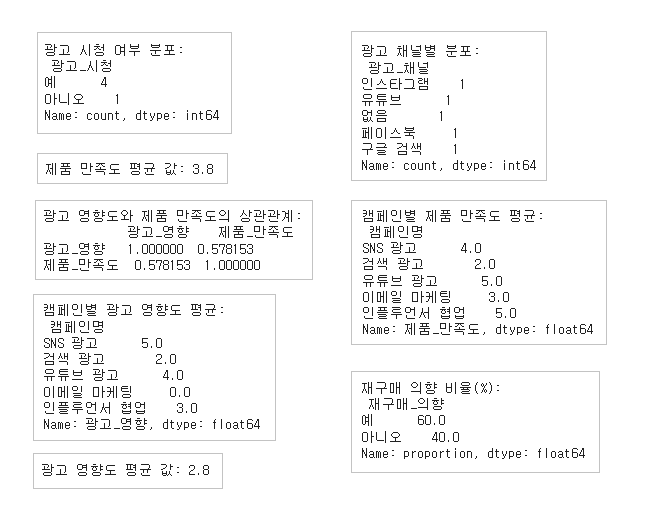 광고 시청 여부 분포:
광고_시청
예 4
아니오 1
Name: count, dtype: int64
제품 만족도 평균 값: 3.8
광고 영향도와 제품 만족도의 상관관계:
광고_영향 제품_만족도
광고_영향 1.000000 0.578153
제품_만족도 0.578153 1.000000
캠페인별 광고 영향도 평균:
캠페인명
SNS 광고 5.0
검색 광고 2.0
유튜브 광고 4.0
이메일 마케팅 0.0
인플루언서 협업 3.0
Name: 광고_영향, dtype: float64
광고 영향도 평균 값: 2.8
광고 채널별 분포:
광고_채널
인스타그램 1
유튜브 1
없음 1
페이스북 1
구글 검색 1
Name: count, dtype: int64
캠페인별 제품 만족도 평균:
캠페인명
SNS 광고 4.0
검색 광고 2.0
유튜브 광고 5.0
이메일 마케팅 3.0
인플루언서 협업 5.0
Name: 제품_만족도, dtype: float64
재구매 의향 비율(%):
재구매_의향
예 60.0
아니오 40.0
Name: proportion, dtype: float64